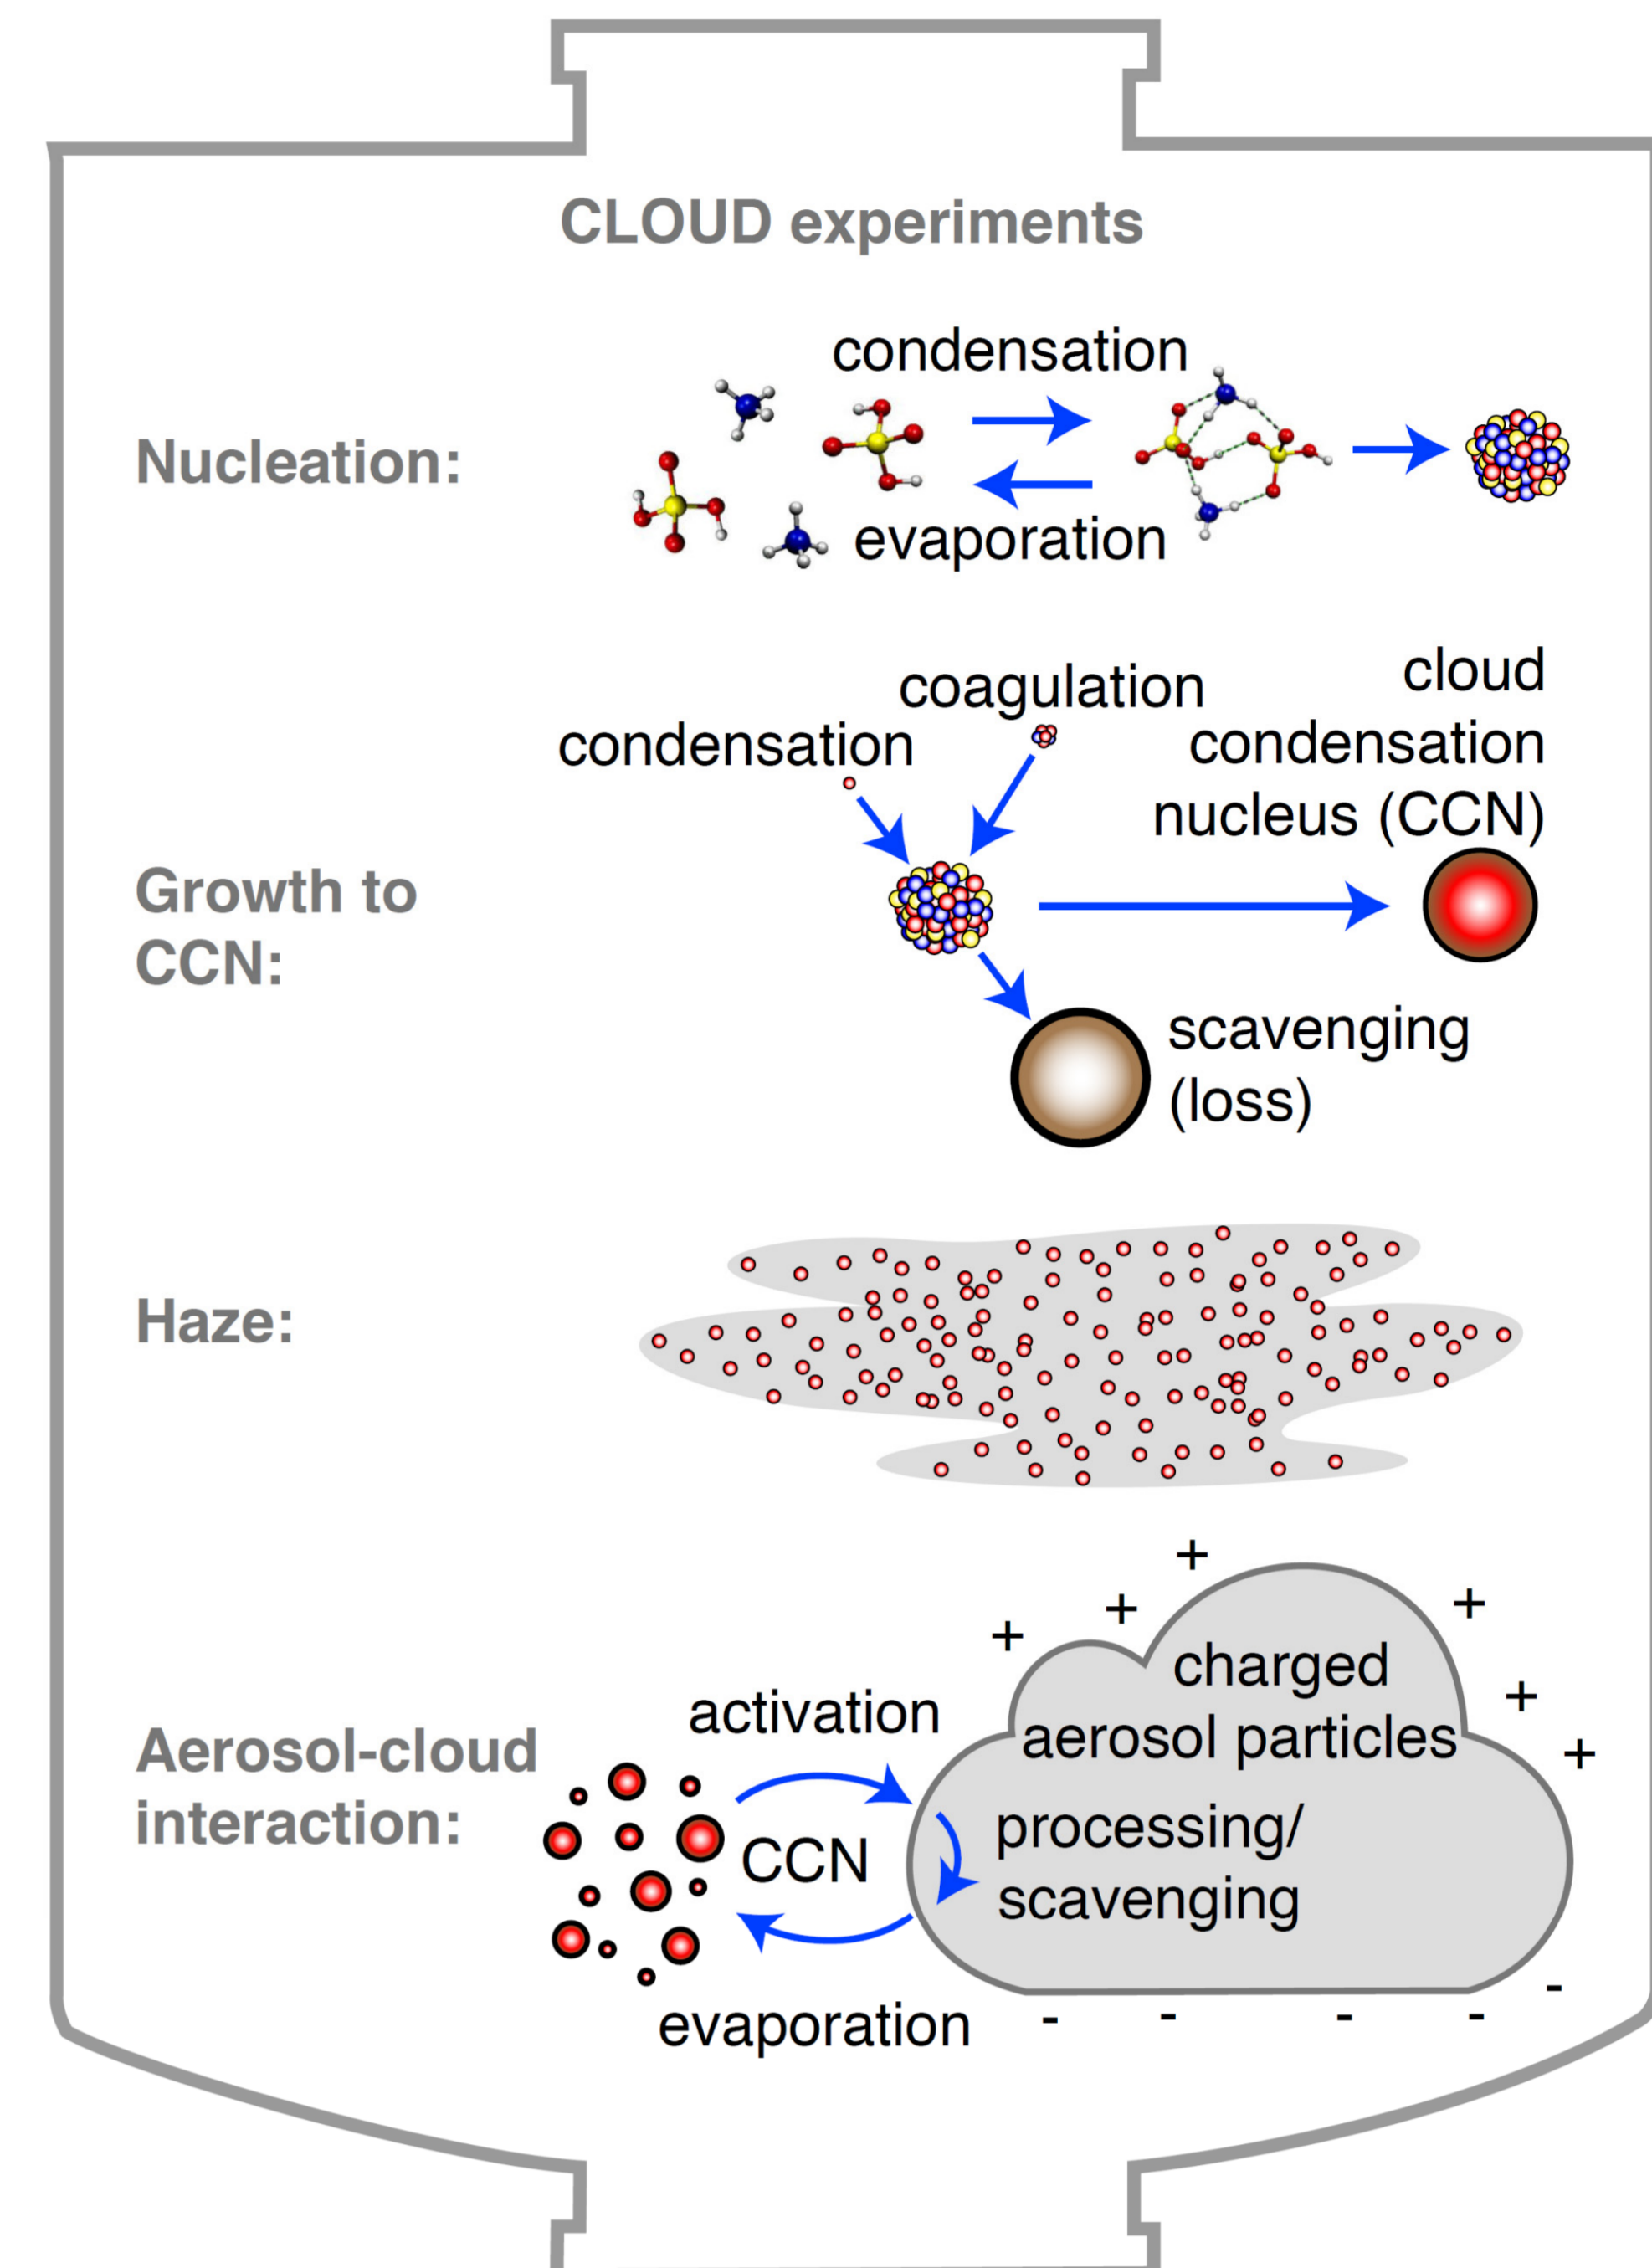 CLOUD experiments
Nucleation:
condensation
evaporation
Growth to
CCN:
condensation
coagulation
cloud
condensation
nucleus (CCN)
scavenging
(loss)
Haze:
Aerosol-cloud
interaction:
activation
CCN
evaporation
+ + + + + +
charged
aerosol particles
processing/
scavenging
- - - - -